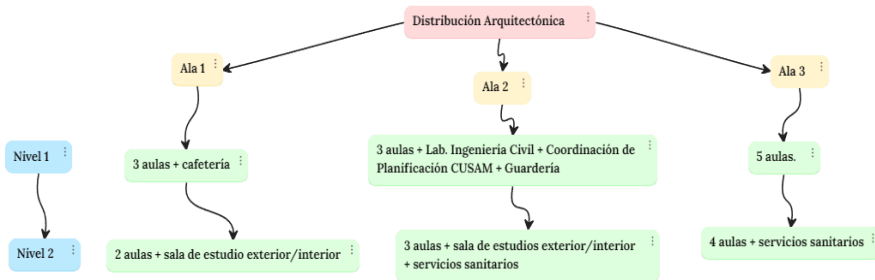 Distribución Arquitectónica
Ala 1
Ala 2
Ala 3
Nivel 1
3 aulas + cafetería
3 aulas + Lab. Ingeniería Civil + Coordinación de
Planificación CUSAM + Guardería
5 aulas.
Nivel 2
2 aulas + sala de estudio exterior/interior
3 aulas + sala de estudios exterior/interior
+ servicios sanitarios
4 aulas + servicios sanitarios